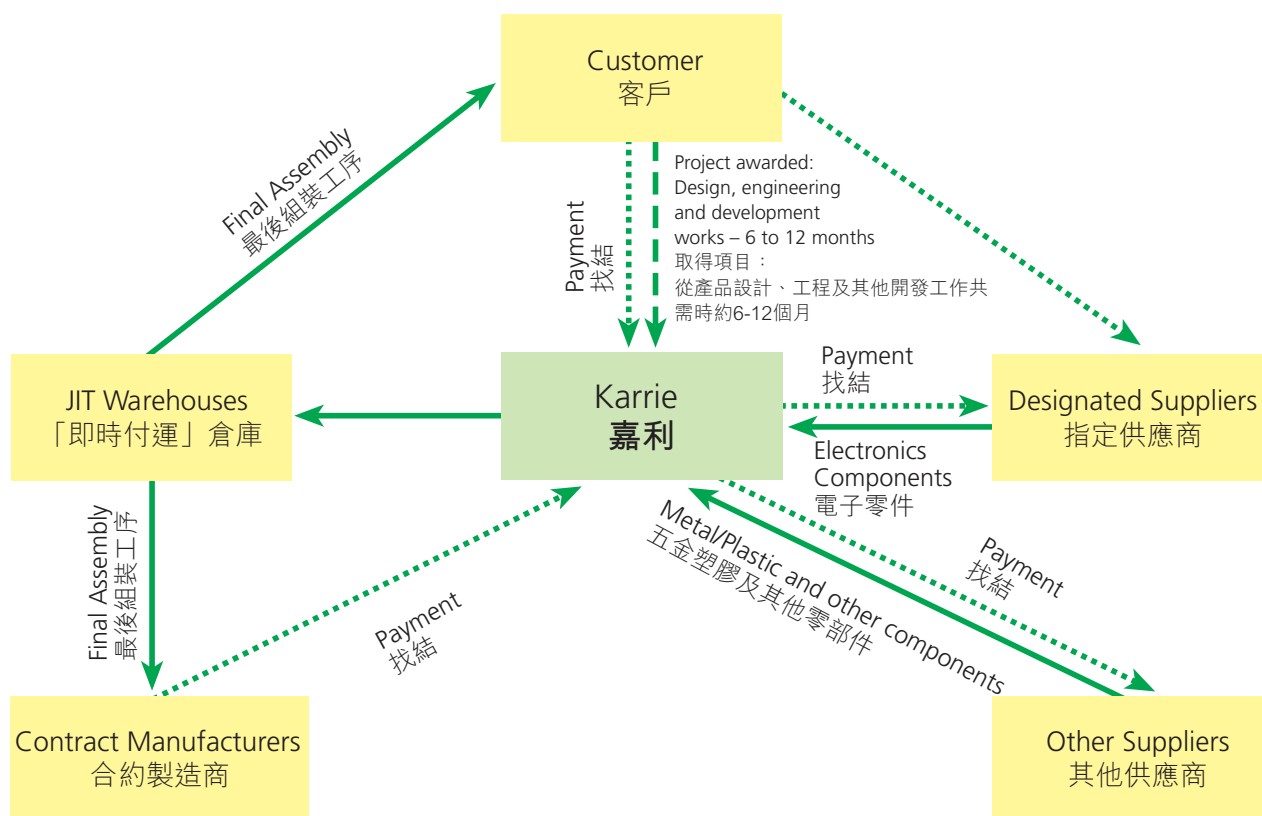 Customer
客戶
Final Assembly
最後組裝工序
Payment
找結
Project awarded:
Design, engineering
and development
works – 6 to 12 months
取得項目：
從產品設計、工程及其他開發工作共
需時約6-12個月
JIT Warehouses
「即時付運」倉庫
Karrie
嘉利
Payment
找結
Designated Suppliers
指定供應商
Electronics
Components
電子零件
Final Assembly
最後組裝工序
Payment
找結
Metal/Plastic and other components
五金塑膠及其他零部件
Payment
找結
Contract Manufacturers
合約製造商
Other Suppliers
其他供應商